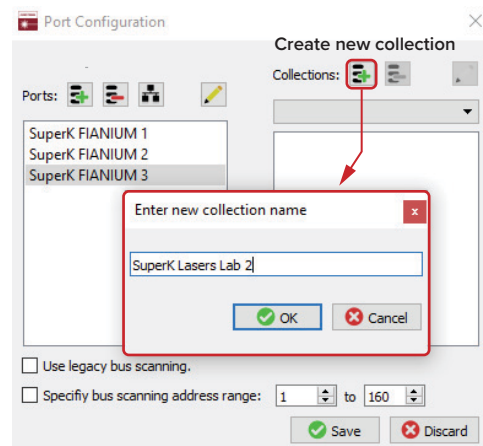 Port Configuration
Create new collection
Collections:
Ports:
SuperK FIANIUM 1
SuperK FIANIUM 2
SuperK FIANIUM 3
Enter new collection name
x
SuperK Lasers Lab 2
OK Cancel
Use legacy bus scanning.
Specifiy bus scanning address range: 1 to 160
Save Discard